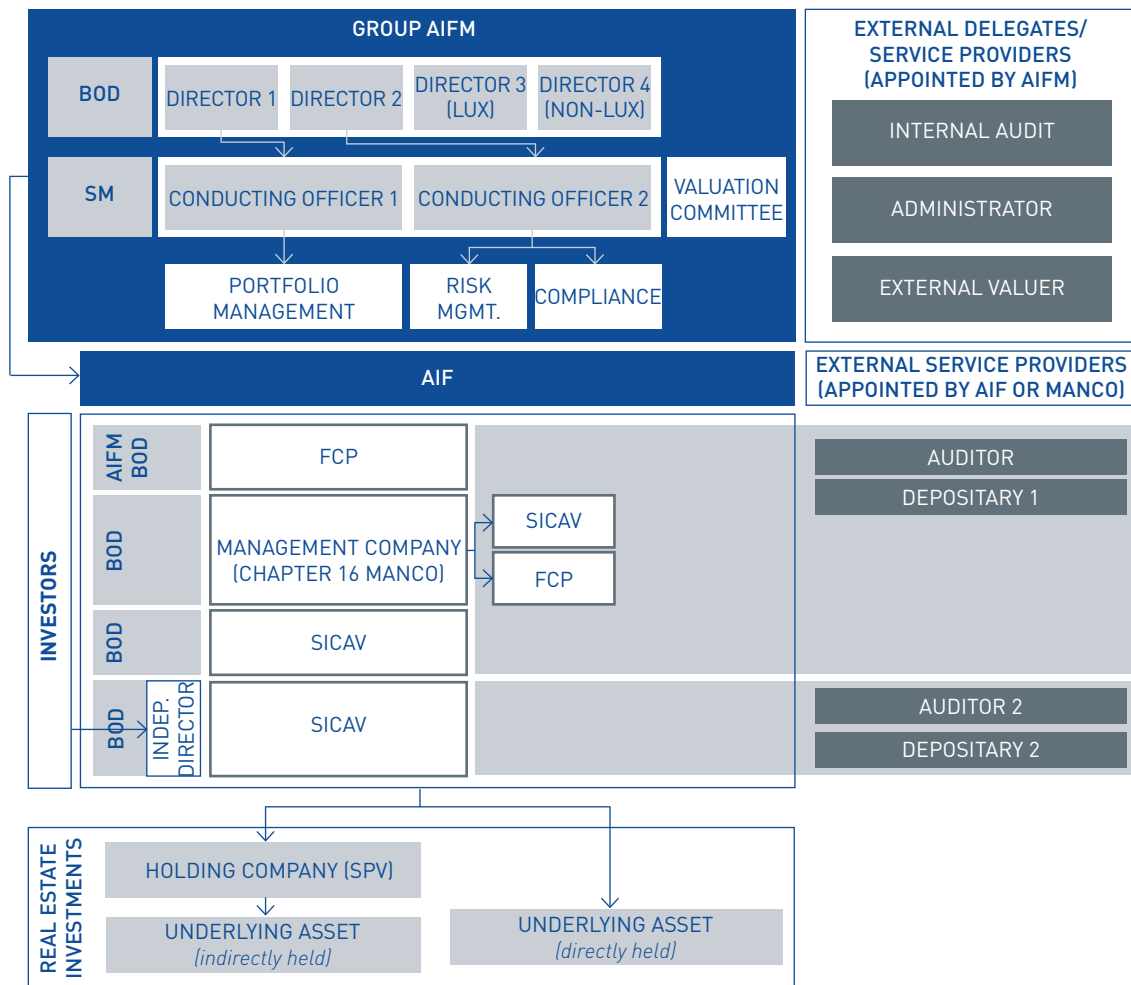 GROUP AIFM
BOD
DIRECTOR 1
DIRECTOR 2
DIRECTOR 3
(LUX)
DIRECTOR 4
(NON-LUX)
SM
CONDUCTING OFFICER 1
CONDUCTING OFFICER 2
VALUATION
COMMITTEE
PORTFOLIO
MANAGEMENT
RISK
MGMT.
COMPLIANCE
EXTERNAL DELEGATES/
SERVICE PROVIDERS
(APPOINTED BY AIFM)
INTERNAL AUDIT
ADMINISTRATOR
EXTERNAL VALUER
AIF
EXTERNAL SERVICE PROVIDERS
(APPOINTED BY AIF OR MANCO)
INVESTORS
AIFM
BOD
FCP
AUDITOR
DEPOSITARY 1
BOD
MANAGEMENT COMPANY
(CHAPTER 16 MANCO)
SICAV
FCP
BOD
SICAV
BOD
INDEP.
DIRECTOR
SICAV
AUDITOR 2
DEPOSITARY 2
REAL ESTATE
INVESTMENTS
HOLDING COMPANY (SPV)
UNDERLYING ASSET
(indirectly held)
UNDERLYING ASSET
(directly held)